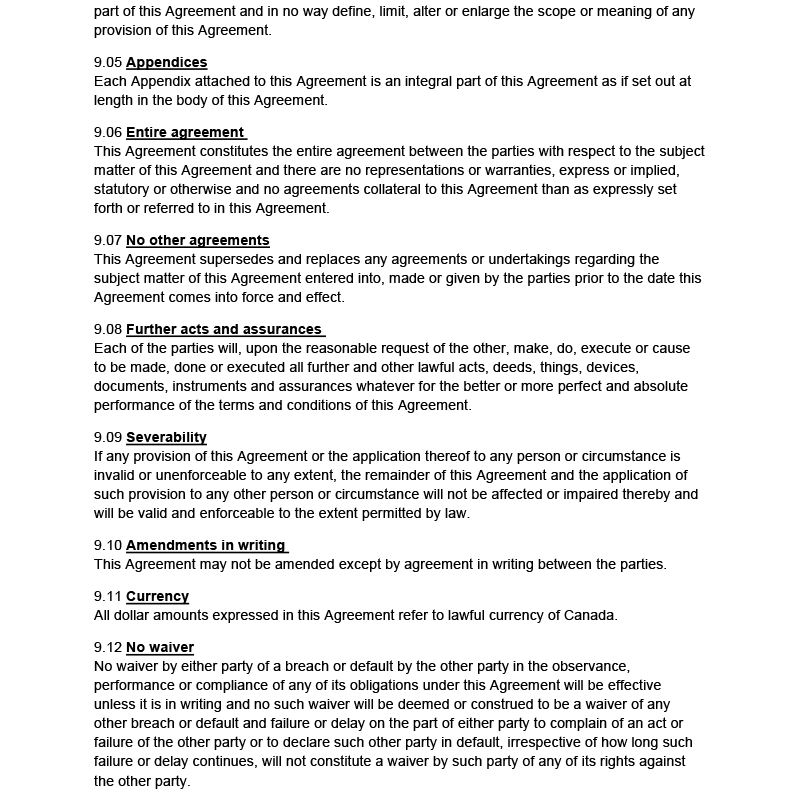 part of this Agreement and in no way define, limit, alter or enlarge the scope or meaning of any
provision of this Agreement.
9.05 Appendices
Each Appendix attached to this Agreement is an integral part of this Agreement as if set out at
length in the body of this Agreement.
9.06 Entire agreement
This Agreement constitutes the entire agreement between the parties with respect to the subject
matter of this Agreement and there are no representations or warranties, express or implied,
statutory or otherwise and no agreements collateral to this Agreement than as expressly set
forth or referred to in this Agreement.
9.07 No other agreements
This Agreement supersedes and replaces any agreements or undertakings regarding the
subject matter of this Agreement entered into, made or given by the parties prior to the date this
Agreement comes into force and effect.
9.08 Further acts and assurances
Each of the parties will, upon the reasonable request of the other, make, do, execute or cause
to be made, done or executed all further and other lawful acts, deeds, things, devices,
documents, instruments and assurances whatever for the better or more perfect and absolute
performance of the terms and conditions of this Agreement.
9.09 Severability
If any provision of this Agreement or the application thereof to any person or circumstance is
invalid or unenforceable to any extent, the remainder of this Agreement and the application of
such provision to any other person or circumstance will not be affected or impaired thereby and
will be valid and enforceable to the extent permitted by law.
9.10 Amendments in writing
This Agreement may not be amended except by agreement in writing between the parties.
9.11 Currency
All dollar amounts expressed in this Agreement refer to lawful currency of Canada.
9.12 No waiver
No waiver by either party of a breach or default by the other party in the observance,
performance or compliance of any of its obligations under this Agreement will be effective
unless it is in writing and no such waiver will be deemed or construed to be a waiver of any
other breach or default and failure or delay on the part of either party to complain of an act or
failure of the other party or to declare such other party in default, irrespective of how long such
failure or delay continues, will not constitute a waiver by such party of any of its rights against
the other party.